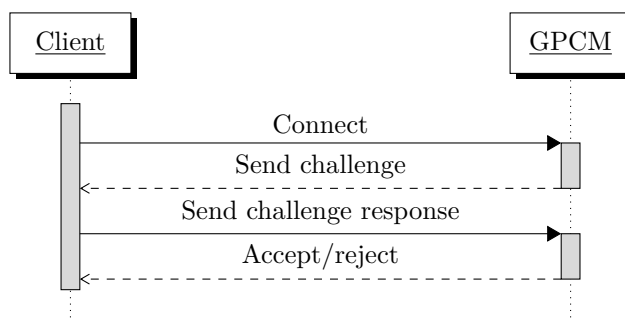 Client
GPCM
Connect
Send challenge
Send challenge response
Accept/reject